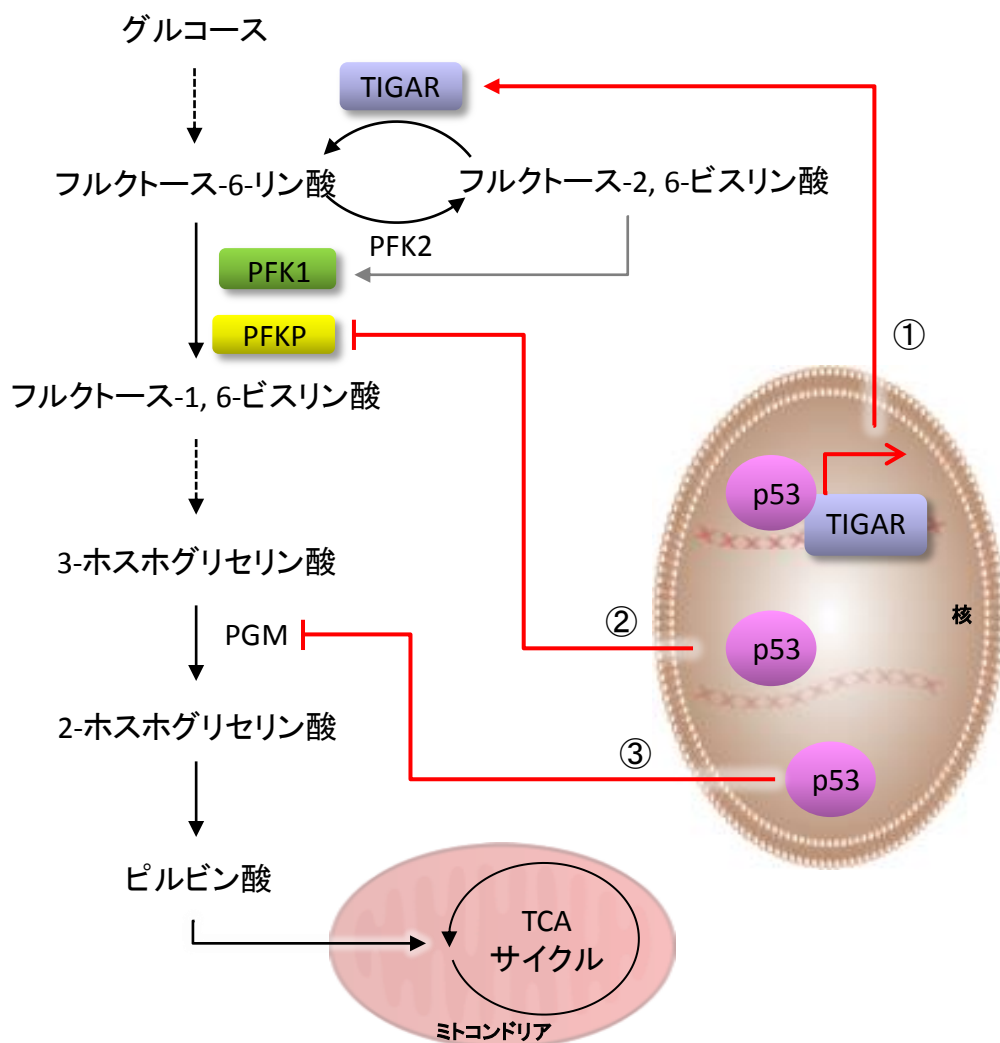 グルコース
TIGAR
フルクトース-6-リン酸
フルクトース-2, 6-ビスリン酸
PFK2
PFK1
PFKP
①
フルクトース-1, 6-ビスリン酸
p53
TIGAR
3-ホスホグリセリン酸
核
②
PGM
p53
2-ホスホグリセリン酸
③
p53
ピルビン酸
TCA
サイクル
ミトコンドリア